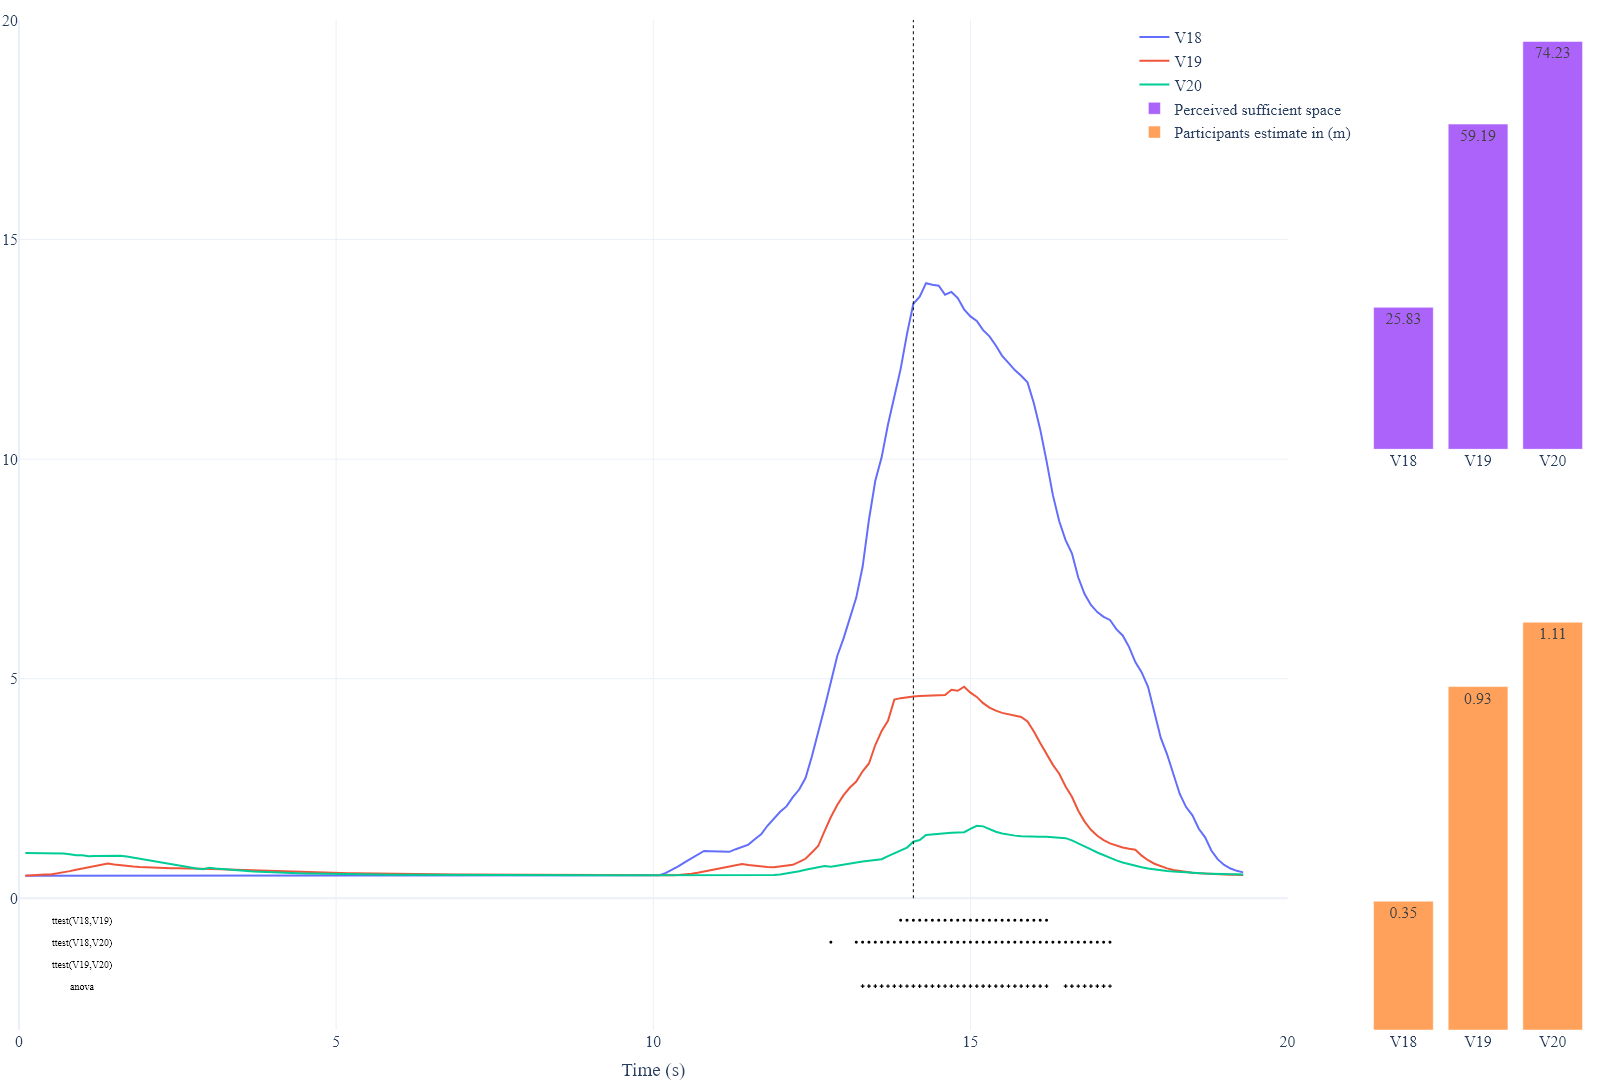 20
15
10
5
0
V18
V19
V20
Perceived sufficient space
Participants estimate in (m)
ttest(V18,V19)
ttest(V18,V20)
ttest(V19,V20)
anova
0 5 10 15 20
Time (s)
25.83 59.19 74.23
V18 V19 V20
0.35 0.93 1.11
V18 V19 V20